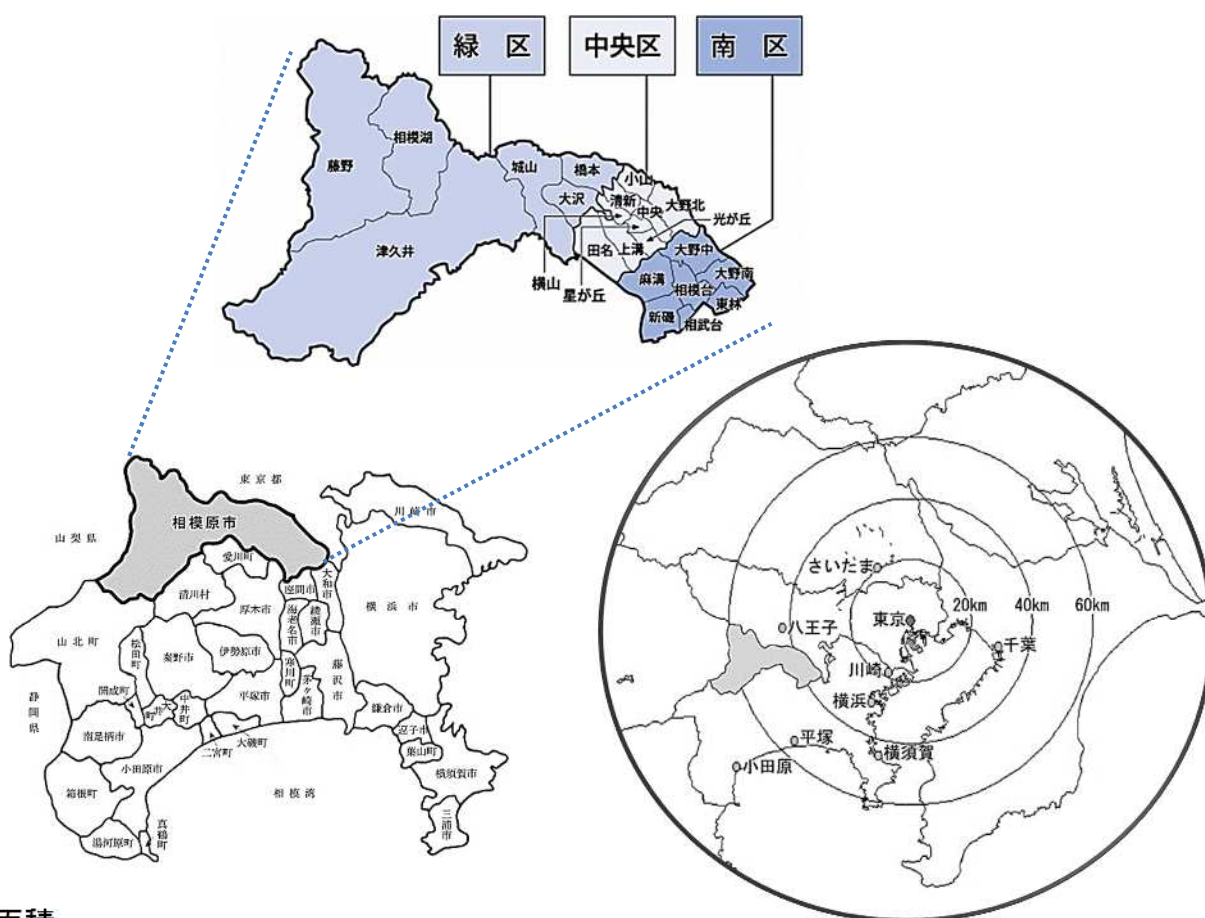 緑 区
中央区
南 区
相模湖
藤野
城山
橋本
小山
大沢
清新
中央
大野北
光が丘
津久井
田名
上溝
大野中
横山
星が丘
麻溝
相模台
大野南
東林
新磯
相武台
東京都
川崎市
相模原市
山梨県
愛川町
大和市
座間市
清川村
厚木市
海老名市
綾瀬市
横浜市
山北町
松田町
秦野市
伊勢原市
寒川町
藤沢市
静岡県
開成町
大井町
中井町
平塚市
茅ヶ崎市
鎌倉市
南足柄市
二宮町
大磯町
逗子市
葉山町
小田原市
横須賀市
箱根町
相模湾
真鶴町
三浦市
湯河原町
さいたま
20km
40km
60km
東京
八王子
千葉
川崎
横浜
平塚
横須賀
小田原